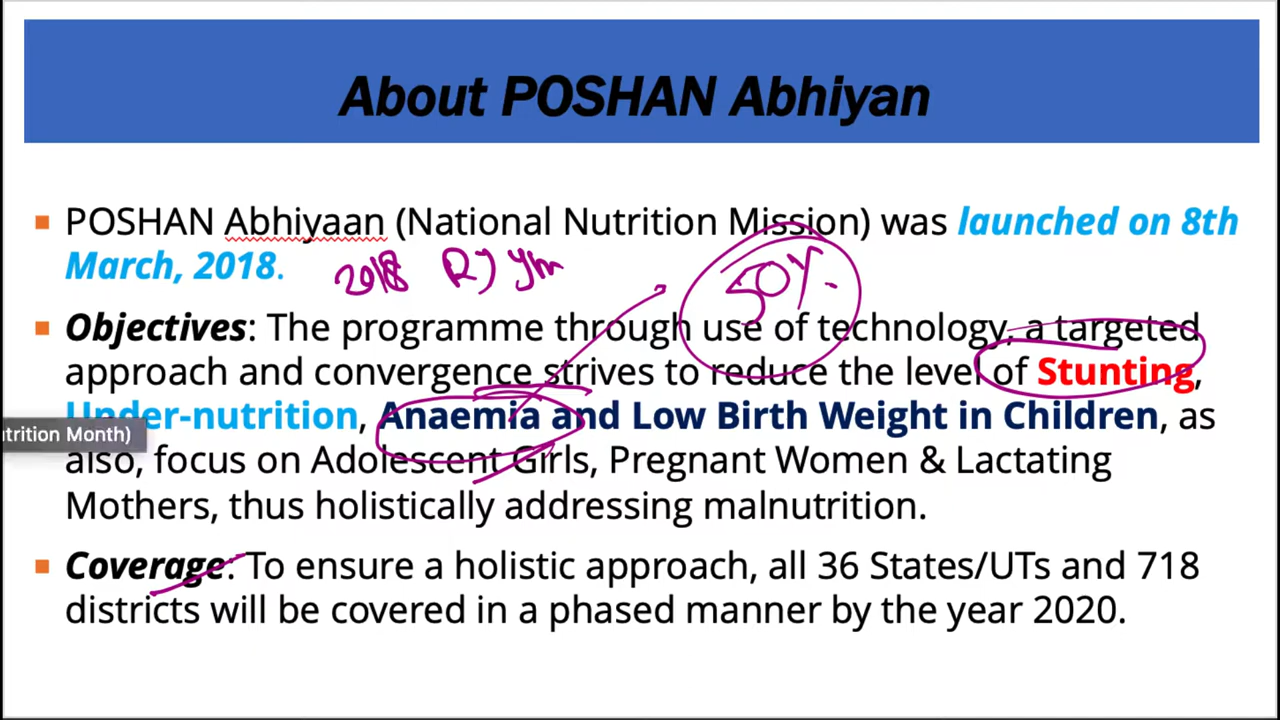 About POSHAN Abhiyan
POSHAN Abhiyaan (National Nutrition Mission) was launched on 8th
March, 2018.
2018
50%
Objectives: The programme through use of technology, a targeted
approach and convergence strives to reduce the level of Stunting,
Under-nutrition, Anaemia and Low Birth Weight in Children, as
utrition Month)
also, focus on Adolescent Girls, Pregnant Women & Lactating
Mothers, thus holistically addressing malnutrition.
Coverage: To ensure a holistic approach, all 36 States/UTs and 718
districts will be covered in a phased manner by the year 2020.